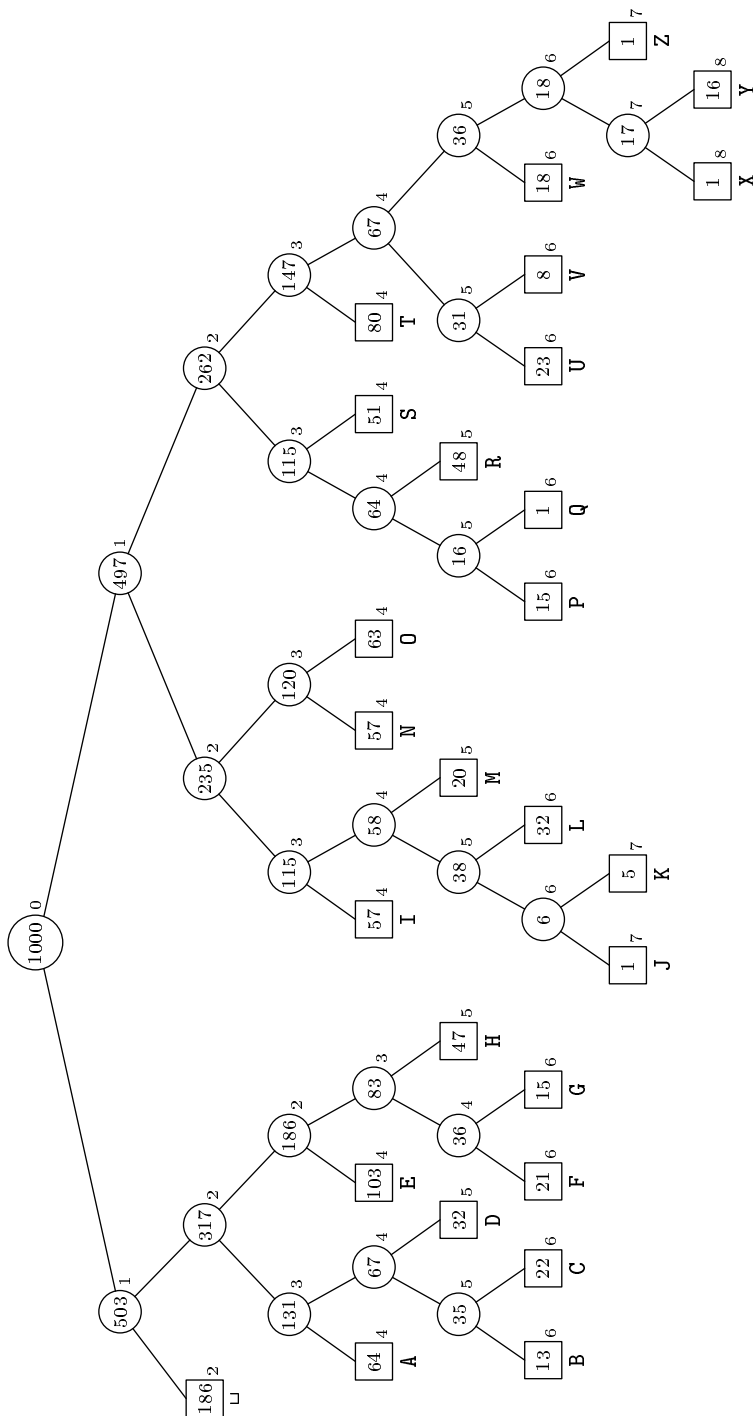 1000 0
503 1 497 1
186 2 317 2 235 2 262 2
␣
131 3 186 2 115 3 120 3 115 3 147 3
64 4 67 4 103 4 83 3 57 4 58 4 57 4 63 4 64 4 51 4 80 4 67 4
A E I N O S T
35 5 32 5 36 4 47 5 38 5 20 5 16 5 48 5 31 5 36 5
D H M R
13 6 22 6 21 6 15 6 6 6 32 6 15 6 1 6 23 6 8 6 18 6 18 6
B C F G L P Q U V W
1 7 5 7 17 7 1 7
J K Z
1 8 16 8
X Y